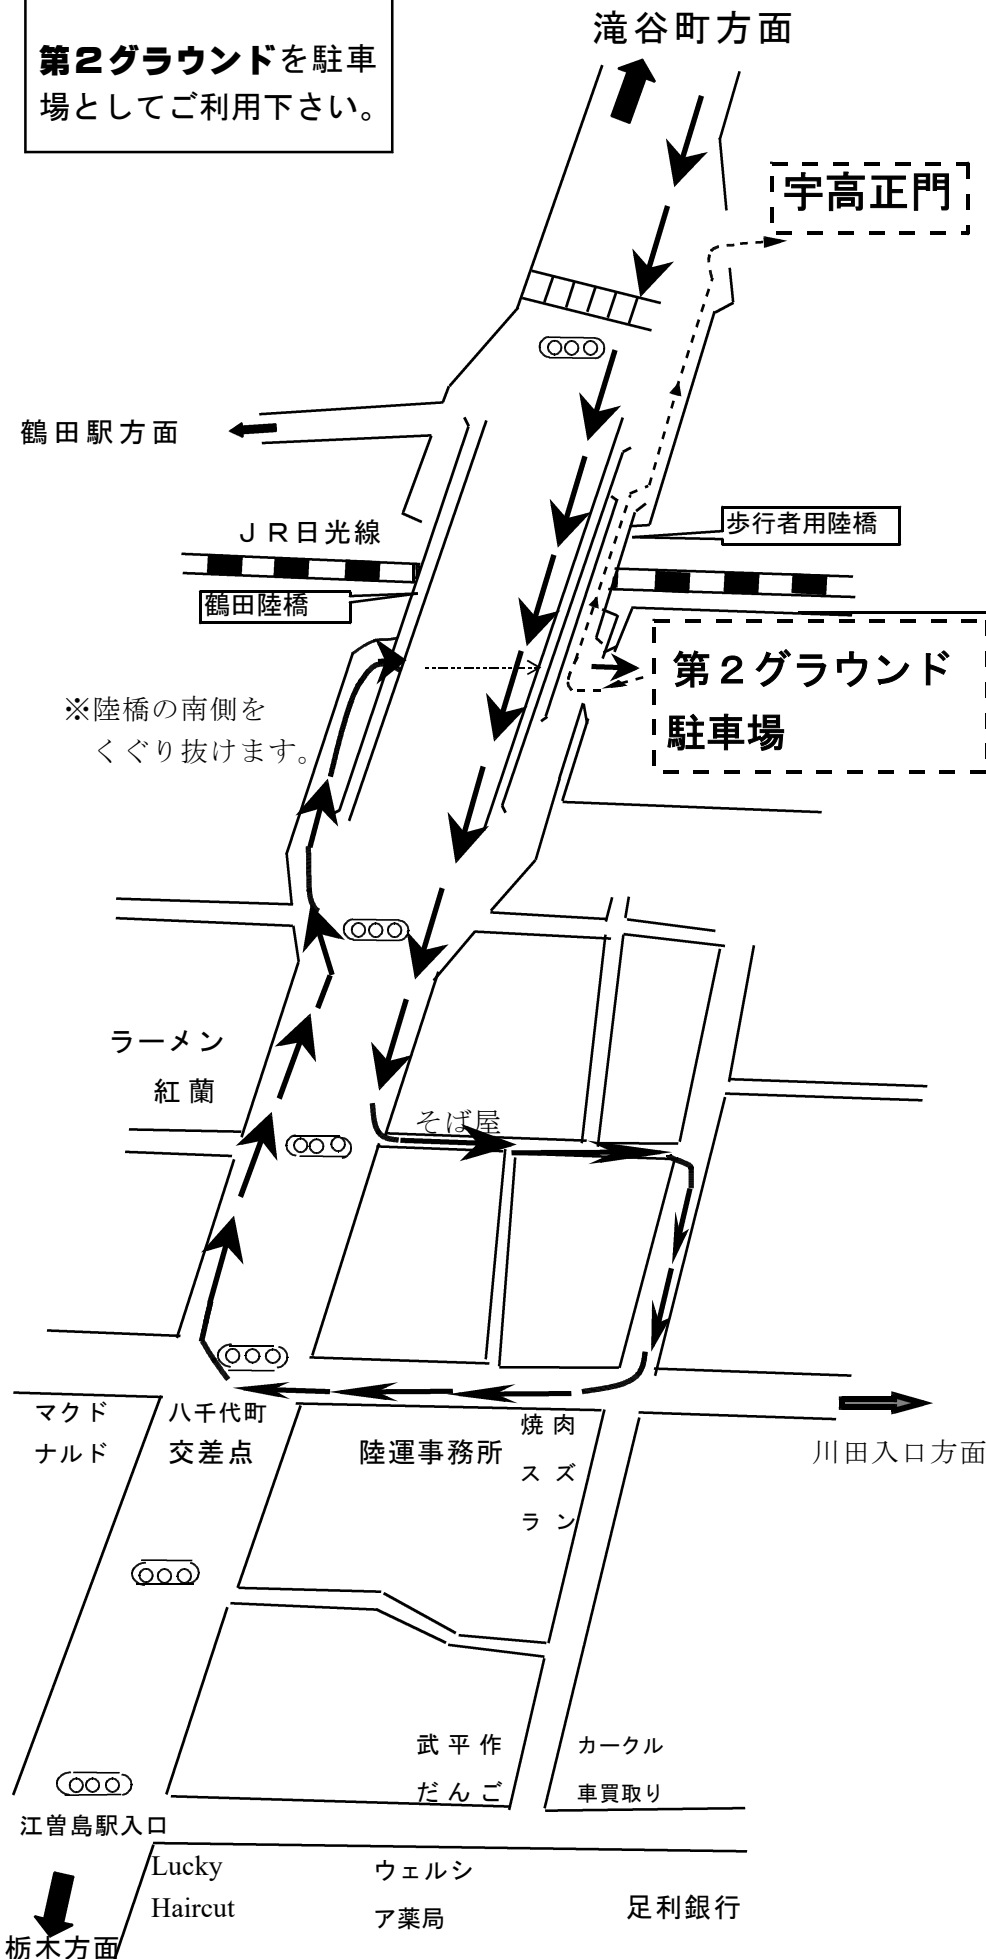 滝谷町方面
第２グラウンドを駐車
場としてご利用下さい。
宇高正門
鶴田駅方面
ＪＲ日光線
歩行者用陸橋
鶴田陸橋
第２グラウンド
駐車場
※陸橋の南側を
くぐり抜けます。
ラーメン
紅蘭
そば屋
マクド
ナルド
八千代町
交差点
陸運事務所
焼肉
スズ
ラン
川田入口方面
武平作
だんご
カークル
車買取り
江曽島駅入口
Lucky
Haircut
ウェルシ
ア薬局
足利銀行
栃木方面